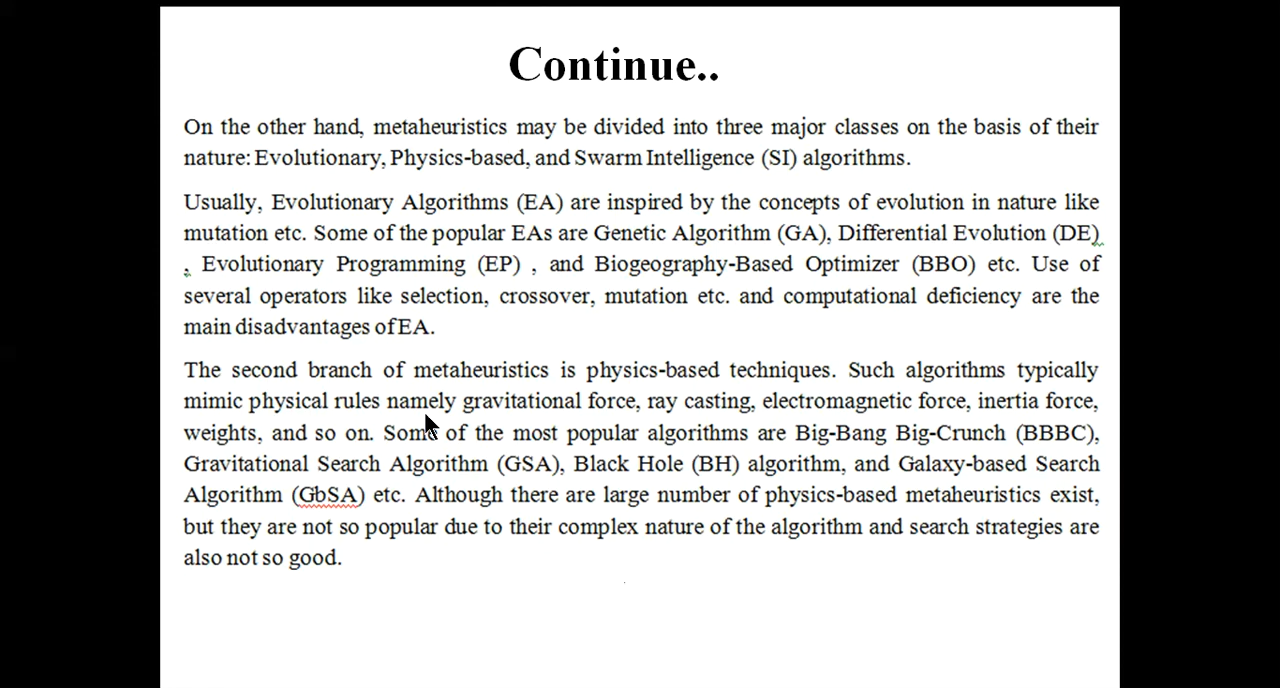 Continue..
On the other hand, metaheuristics may be divided into three major classes on the basis of their
nature: Evolutionary, Physics-based, and Swarm Intelligence (SI) algorithms.
Usually, Evolutionary Algorithms (EA) are inspired by the concepts of evolution in nature like
mutation etc. Some of the popular EAs are Genetic Algorithm (GA), Differential Evolution (DE)
, Evolutionary Programming (EP) , and Biogeography-Based Optimizer (BBO) etc. Use of
several operators like selection, crossover, mutation etc. and computational deficiency are the
main disadvantages of EA.
The second branch of metaheuristics is physics-based techniques. Such algorithms typically
mimic physical rules namely gravitational force, ray casting, electromagnetic force, inertia force,
weights, and so on. Some of the most popular algorithms are Big-Bang Big-Crunch (BBBC),
Gravitational Search Algorithm (GSA), Black Hole (BH) algorithm, and Galaxy-based Search
Algorithm (GbSA) etc. Although there are large number of physics-based metaheuristics exist,
but they are not so popular due to their complex nature of the algorithm and search strategies are
also not so good.